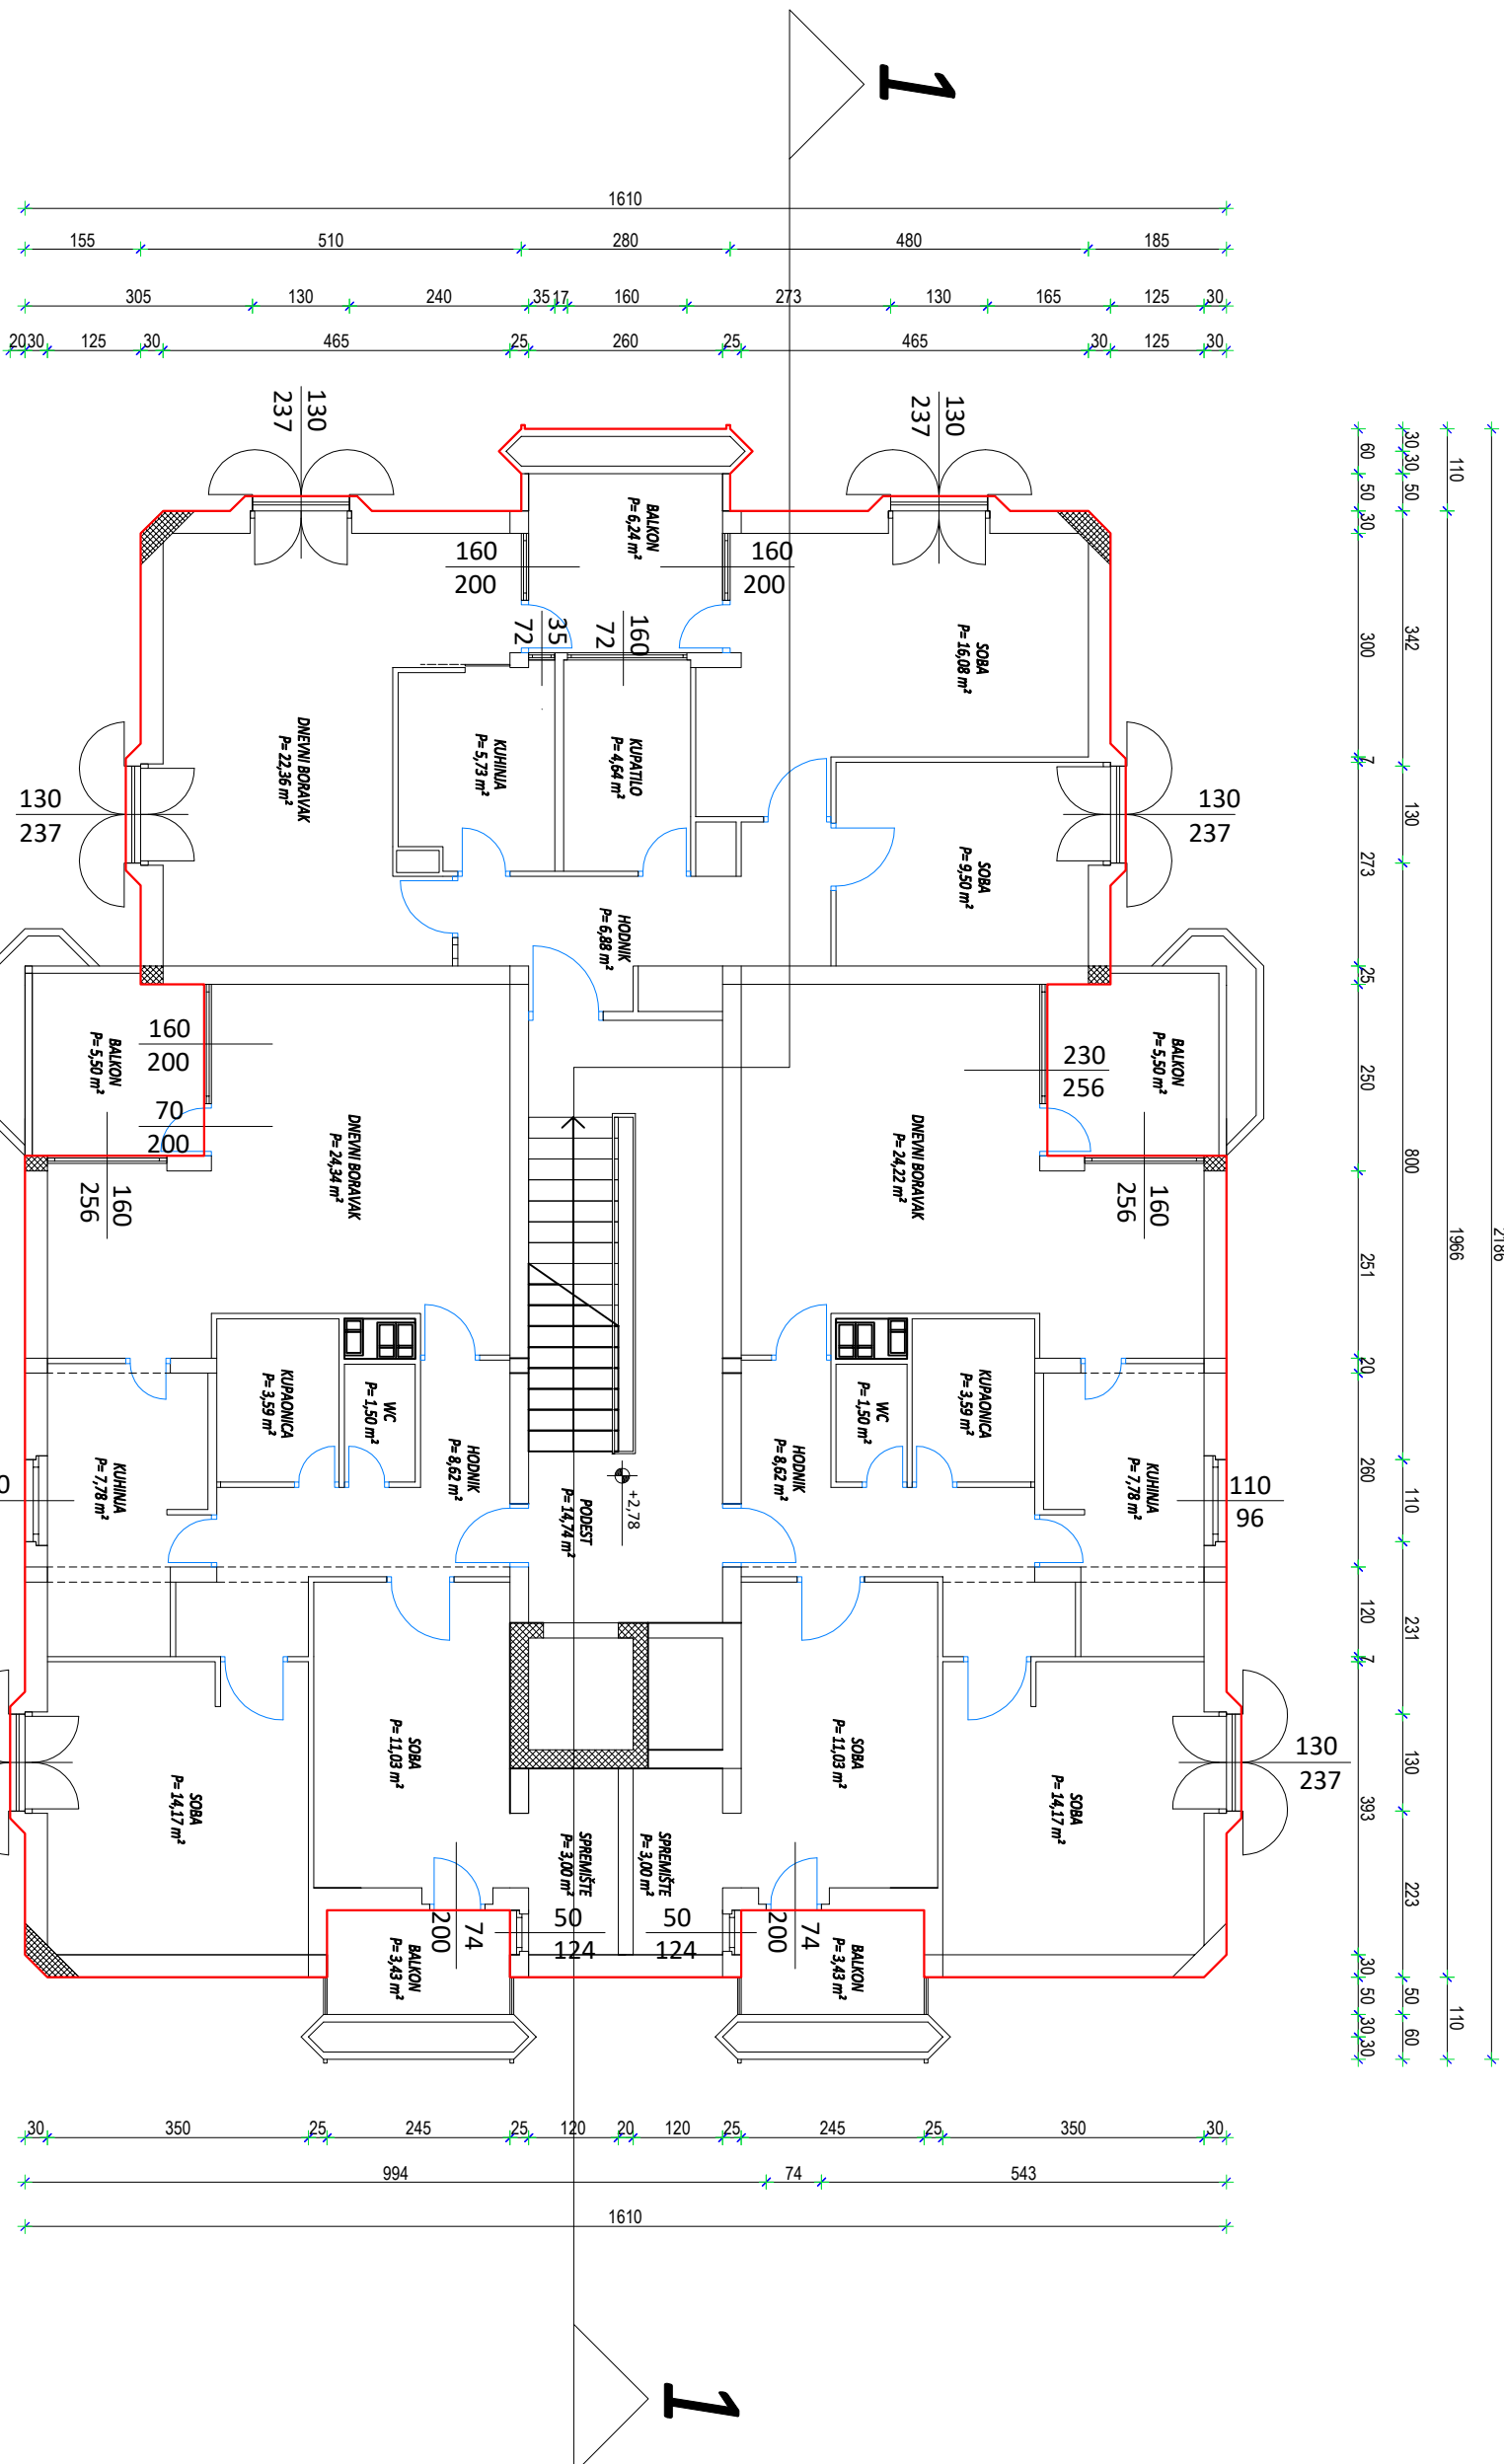 1
1610
155 510 280 480 185
305 130 240 35 17 160 273 130 165 125 30
20 30 125 30 465 25 260 25 465 30 125 30
130
237
130
237
60 50 30 300 7 273 25 250 251 20 260 120 7 393 30 50 30 30
30 30 50 342 130 800 110 231 130 223 50 60
110 1966 110
2186
BALKON
P= 6,24 m²
160
200
160
200
35
72
160
72
SOBA
P= 16,08 m²
DNEVNI BORAVAK
P= 22,36 m²
KUHINJA
P= 5,73 m²
KUPATILO
P= 4,64 m²
130
237
130
237
SOBA
P= 9,50 m²
HODNIK
P= 6,88 m²
BALKON
P= 5,50 m²
160
200
70
200
230
256
BALKON
P= 5,50 m²
DNEVNI BORAVAK
P= 24,34 m²
DNEVNI BORAVAK
P= 24,22 m²
160
256
160
256
KUPAONICA
P= 3,59 m²
WC
P= 1,50 m²
WC
P= 1,50 m²
KUPAONICA
P= 3,59 m²
KUHINJA
P= 7,78 m²
HODNIK
P= 8,62 m²
PODEST
P= 14,74 m²
+2,78
HODNIK
P= 8,62 m²
KUHINJA
P= 7,78 m²
110
96
0
SOBA
P= 14,17 m²
SOBA
P= 11,03 m²
SOBA
P= 11,03 m²
SOBA
P= 14,17 m²
130
237
SPREMIŠTE
P= 3,00 m²
SPREMIŠTE
P= 3,00 m²
74
200
50
124
50
124
74
200
BALKON
P= 3,43 m²
BALKON
P= 3,43 m²
30 350 25 245 25 120 20 120 25 245 25 350 30
994 74 543
1610
1